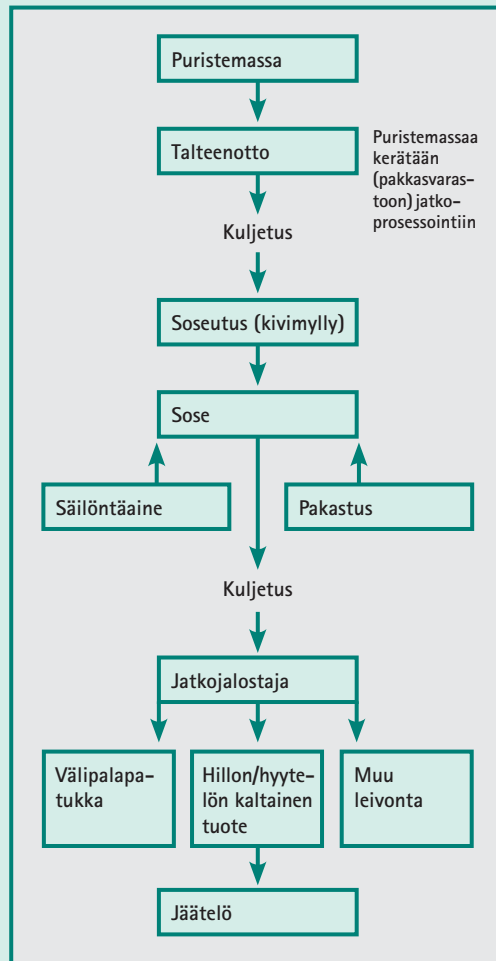 Puristemassa
Talteenotto
Puristemassaa
kerätään
(pakkasvaras-
toon) jatko-
prosessointiin
Kuljetus
Soseutus (kivimylly)
Sose
Säilöntäaine
Pakastus
Kuljetus
Jatkojalostaja
Välipalapa-
tukka
Hillon/hyyte-
lön kaltainen
tuote
Muu
leivonta
Jäätelö